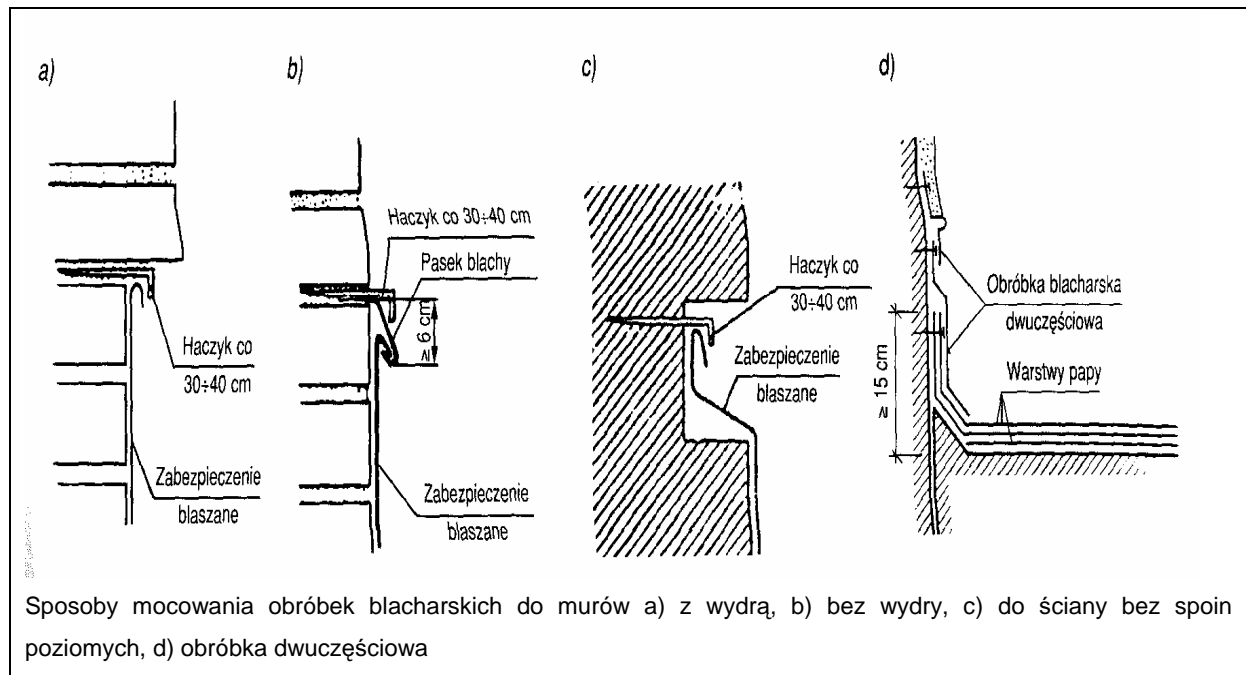 a)
b)
c)
d)
Haczyk co
30÷40 cm
Zabezpieczenie
blaszane
Haczyk co 30÷40 cm
Pasek blachy
≥ 6 cm
Zabezpieczenie
blaszane
Haczyk co
30÷40 cm
Zabezpieczenie
blaszane
Obróbka blacharska
dwuczęściowa
Warstwy papy
≥ 15 cm
Sposoby mocowania obróbek blacharskich do murów a) z wydrą, b) bez wydry, c) do ściany bez spoin
poziomych, d) obróbka dwuczęściowa